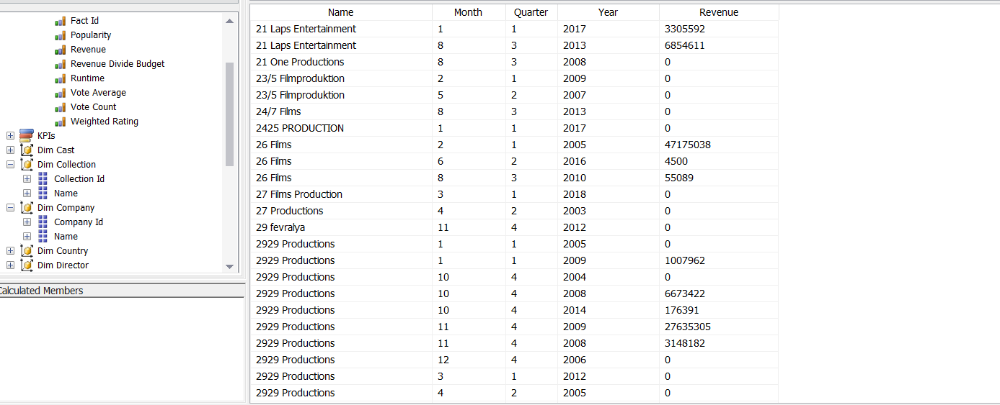 Fact Id
Popularity
Revenue
Revenue Divide Budget
Runtime
Vote Average
Vote Count
Weighted Rating
KPIs
Dim Cast
Dim Collection
Collection Id
Name
Dim Company
Company Id
Name
Dim Country
Dim Director
Calculated Members
Name Month Quarter Year Revenue
21 Laps Entertainment 1 1 2017 3305592
21 Laps Entertainment 8 3 2013 6854611
21 One Productions 8 3 2008 0
23/5 Filmproduktion 2 1 2009 0
23/5 Filmproduktion 5 2 2007 0
24/7 Films 8 3 2013 0
2425 PRODUCTION 1 1 2017 0
26 Films 2 1 2005 47175038
26 Films 6 2 2016 4500
26 Films 8 3 2010 55089
27 Films Production 3 1 2018 0
27 Productions 4 2 2003 0
29 fevralya 11 4 2012 0
2929 Productions 1 1 2005 0
2929 Productions 1 1 2009 1007962
2929 Productions 10 4 2004 0
2929 Productions 10 4 2008 6673422
2929 Productions 10 4 2014 176391
2929 Productions 11 4 2009 27635305
2929 Productions 11 4 2008 3148182
2929 Productions 12 4 2006 0
2929 Productions 3 1 2012 0
2929 Productions 4 2 2005 0